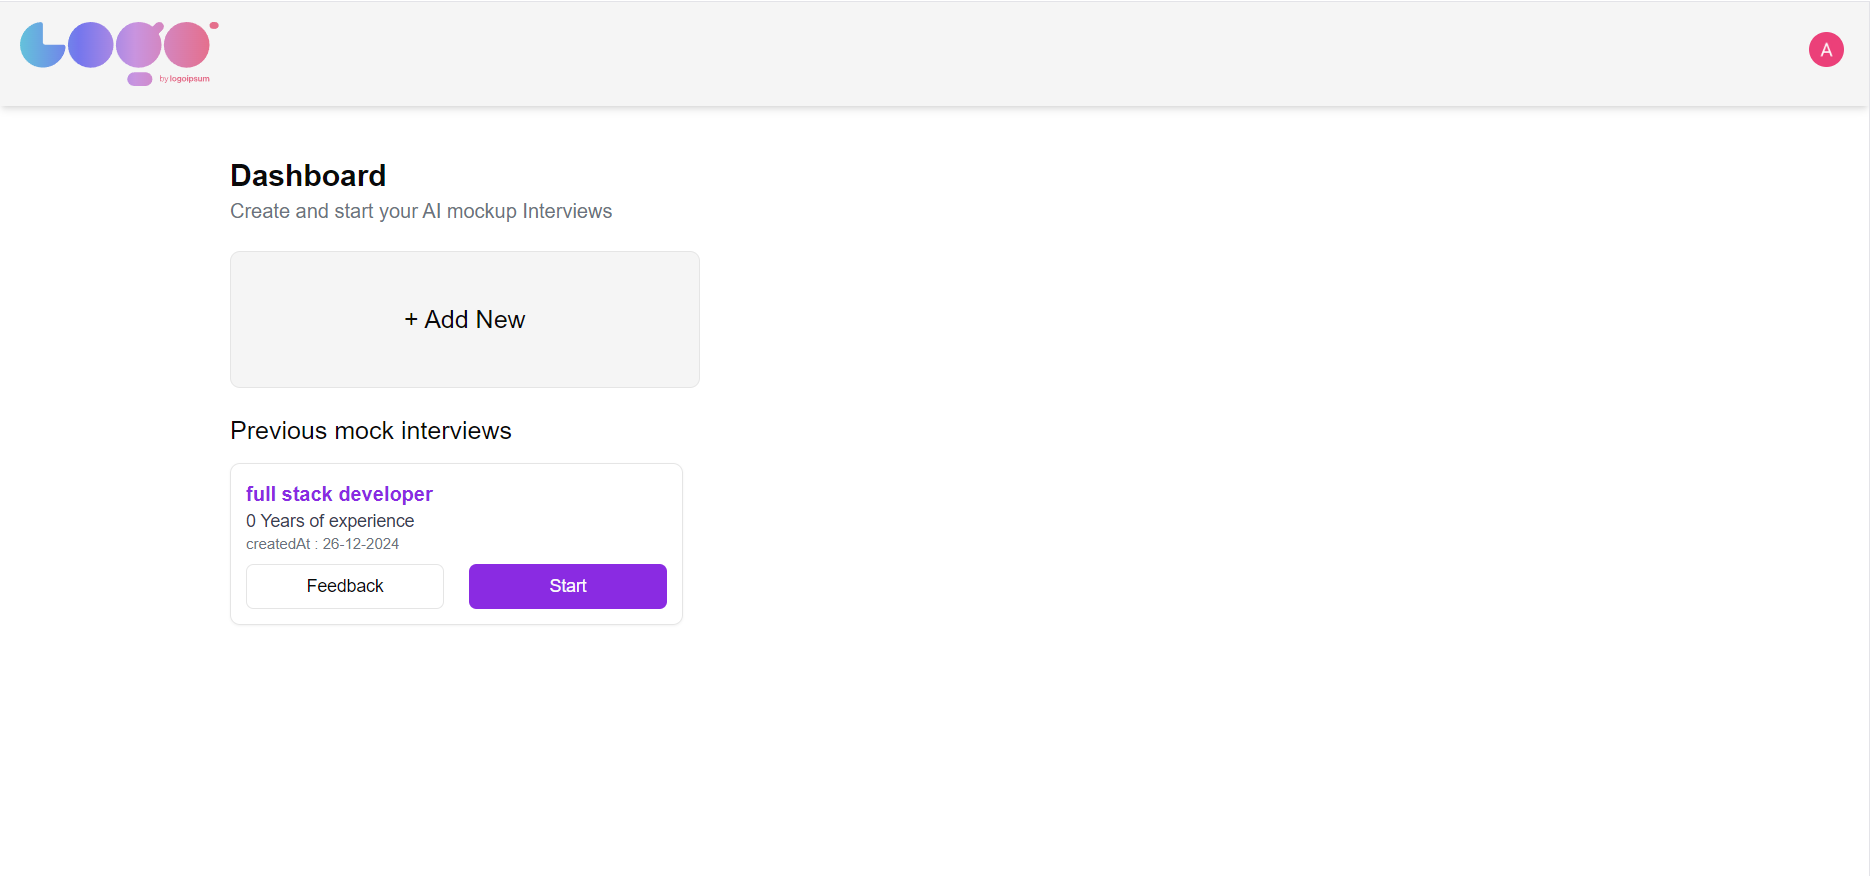 Logo
by logoipsum
A
Dashboard
Create and start your AI mockup Interviews
+ Add New
Previous mock interviews
full stack developer
0 Years of experience
createdAt : 26-12-2024
Feedback
Start